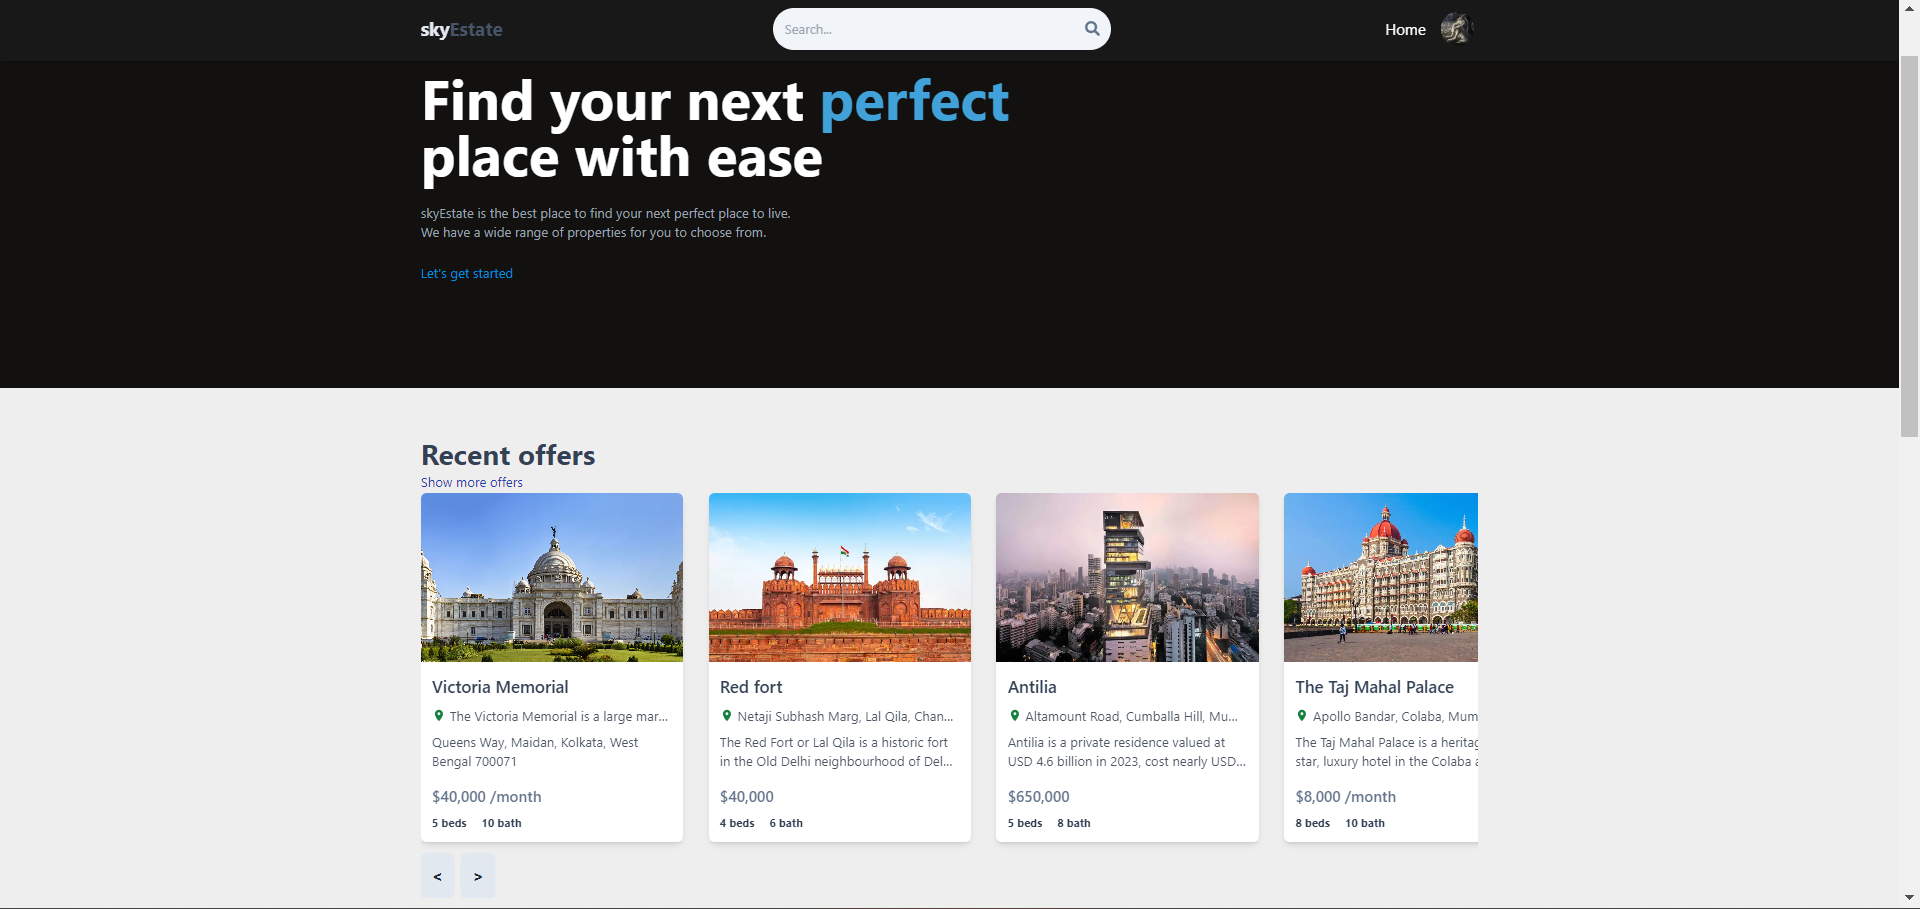 skyEstate
Search...
Home
Find your next perfect
place with ease
skyEstate is the best place to find your next perfect place to live.
We have a wide range of properties for you to choose from.
Let's get started
Recent offers
Show more offers
Victoria Memorial
The Victoria Memorial is a large mar...
Queens Way, Maidan, Kolkata, West
Bengal 700071
$40,000 /month
5 beds 10 bath
Red fort
Netaji Subhash Marg, Lal Qila, Chan...
The Red Fort or Lal Qila is a historic fort
in the Old Delhi neighbourhood of Del...
$40,000
4 beds 6 bath
Antilia
Altamount Road, Cumballa Hill, Mu...
Antilia is a private residence valued at
USD 4.6 billion in 2023, cost nearly USD...
$650,000
5 beds 8 bath
The Taj Mahal Palace
Apollo Bandar, Colaba, Mum
The Taj Mahal Palace is a heritag
star, luxury hotel in the Colaba a
$8,000 /month
8 beds 10 bath
< >